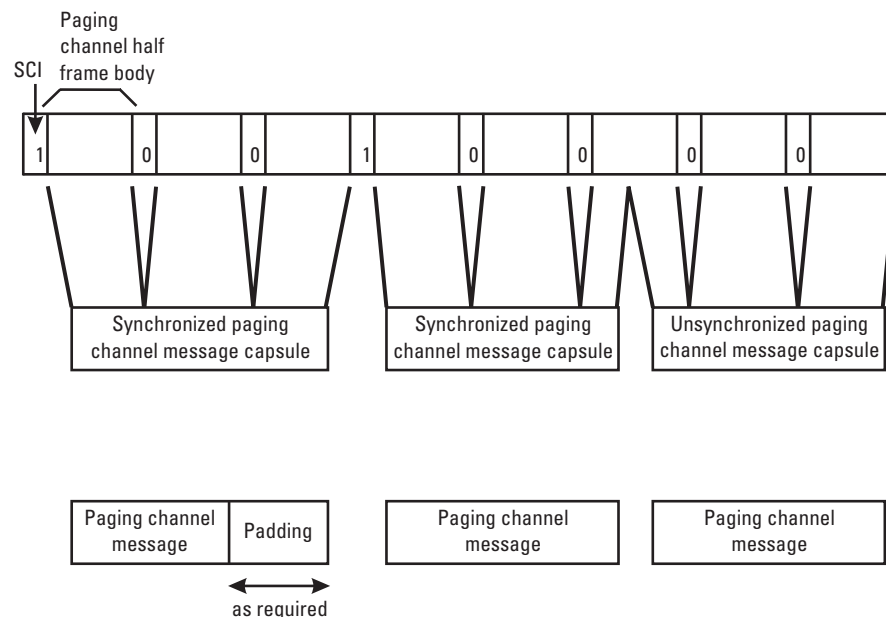 Paging
channel half
frame body
SCI
1 0 0 1 0 0 0 0
Synchronized paging
channel message capsule
Synchronized paging
channel message capsule
Unsynchronized paging
channel message capsule
Paging channel
message
Padding
Paging channel
message
Paging channel
message
as required